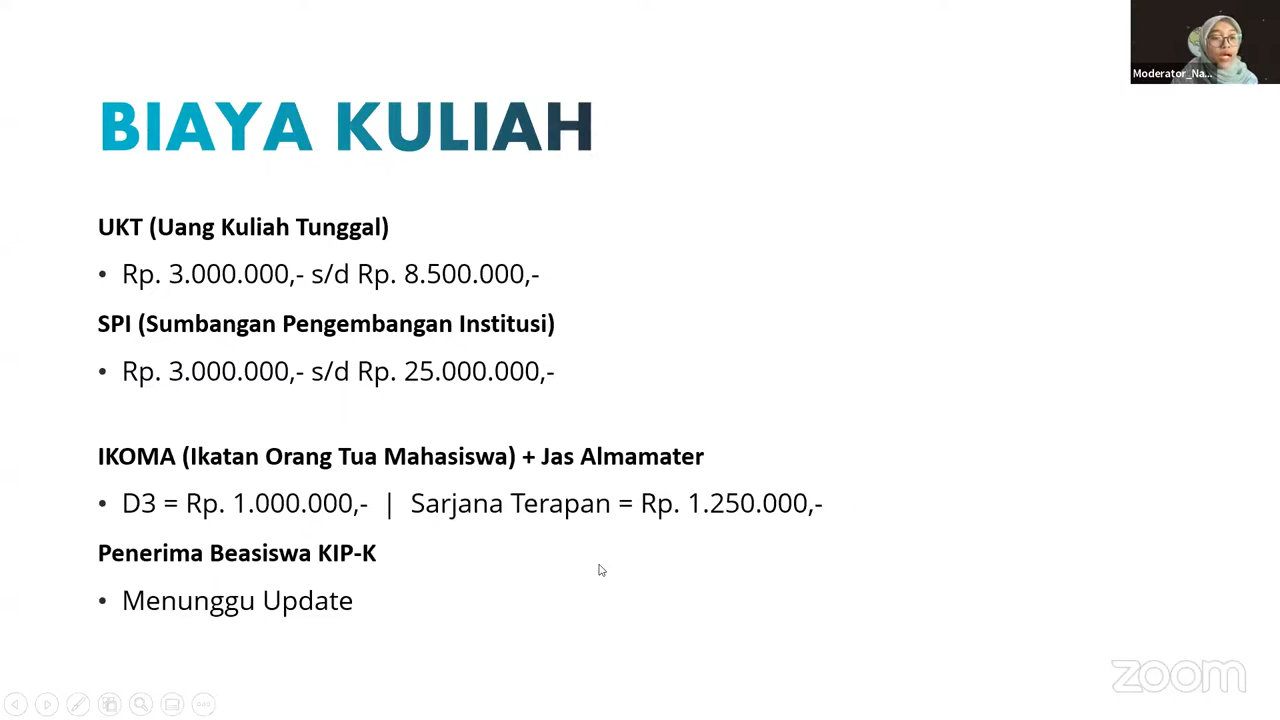 Moderator_Na...
BIAYA KULIAH
UKT (Uang Kuliah Tunggal)
• Rp. 3.000.000,- s/d Rp. 8.500.000,-
SPI (Sumbangan Pengembangan Institusi)
• Rp. 3.000.000,- s/d Rp. 25.000.000,-
IKOMA (Ikatan Orang Tua Mahasiswa) + Jas Almamater
• D3 = Rp. 1.000.000,- | Sarjana Terapan = Rp. 1.250.000,-
Penerima Beasiswa KIP-K
• Menunggu Update
zoom